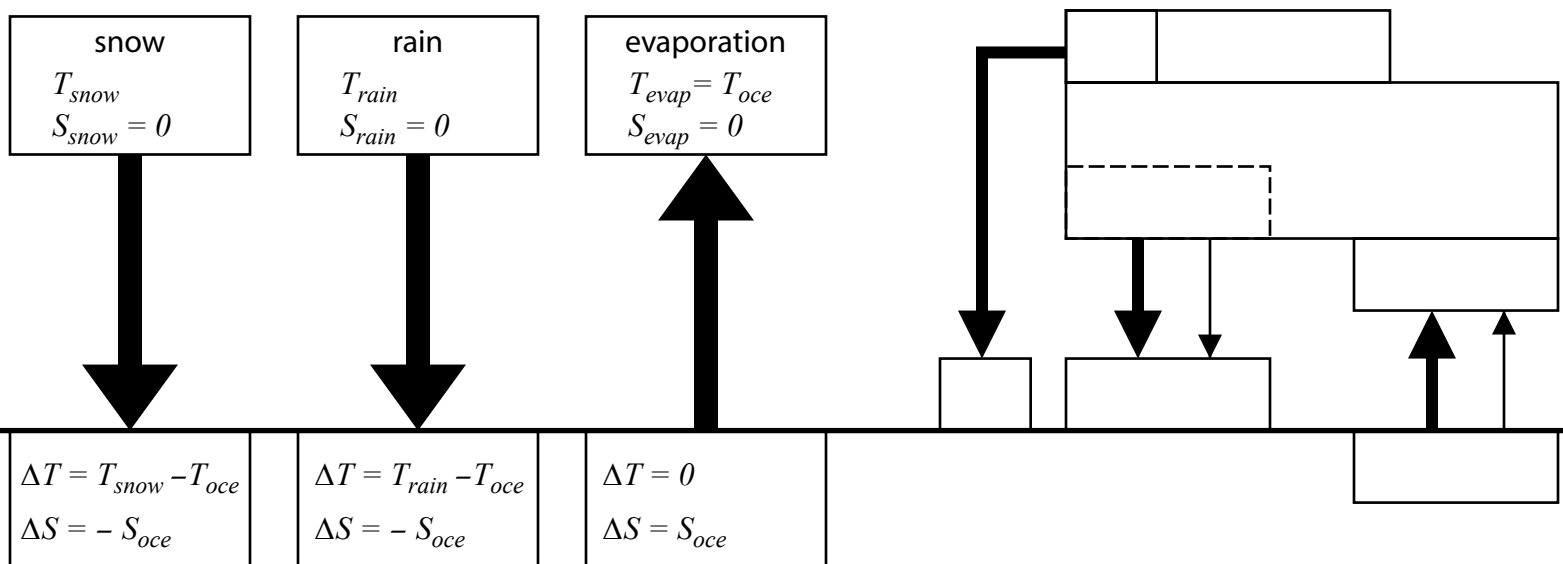 snow
T_snow
S_snow = 0
rain
T_rain
S_rain = 0
evaporation
T_evap = T_oce
S_evap = 0
ΔT = T_snow – T_oce
ΔS = – S_oce
ΔT = T_rain – T_oce
ΔS = – S_oce
ΔT = 0
ΔS = S_oce